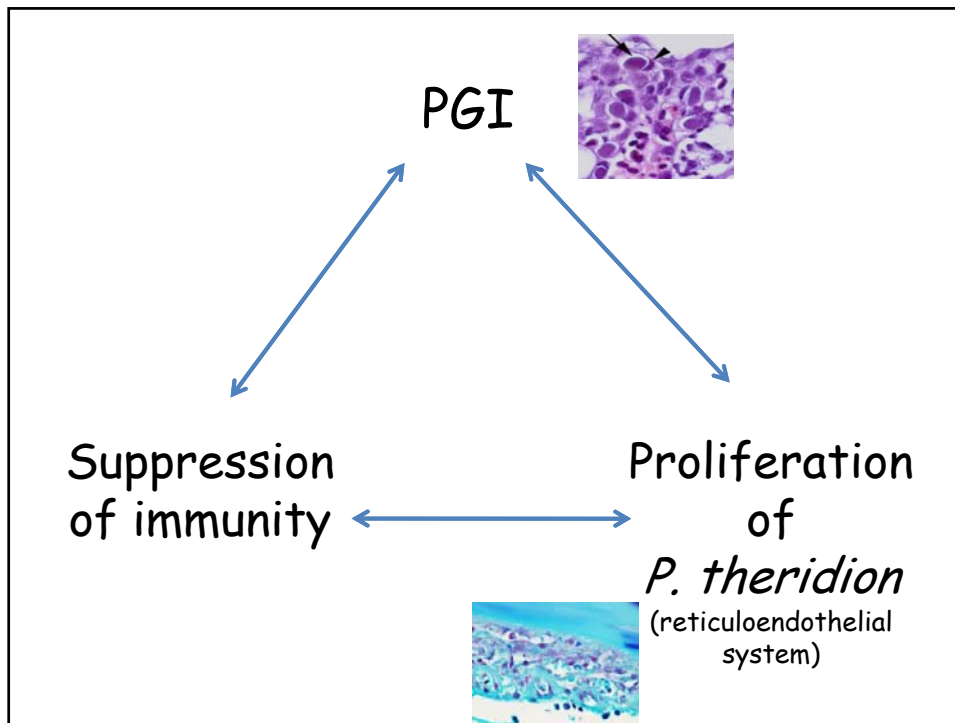 PGI
Suppression
of immunity
Proliferation
of
P. theridion
(reticuloendothelial
system)